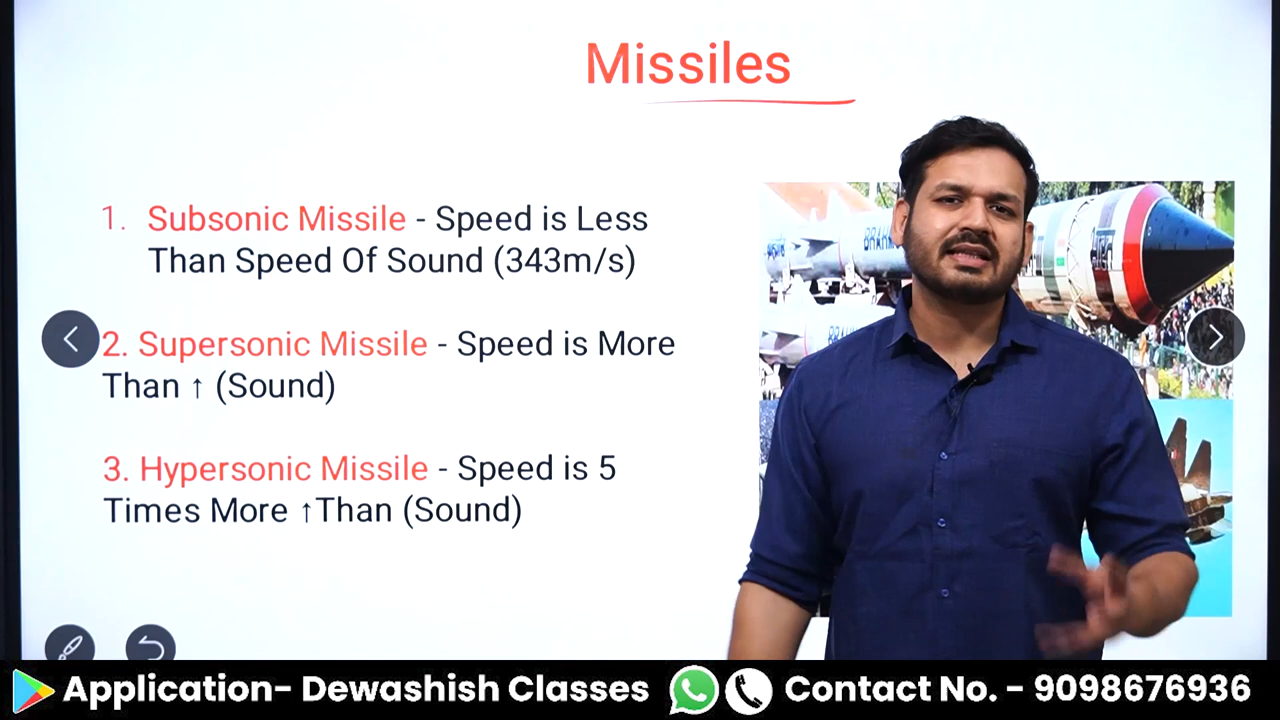 Missiles
1. Subsonic Missile - Speed is Less
Than Speed Of Sound (343m/s)
2. Supersonic Missile - Speed is More
Than ↑ (Sound)
3. Hypersonic Missile - Speed is 5
Times More ↑Than (Sound)
Application- Dewashish Classes
Contact No. - 9098676936